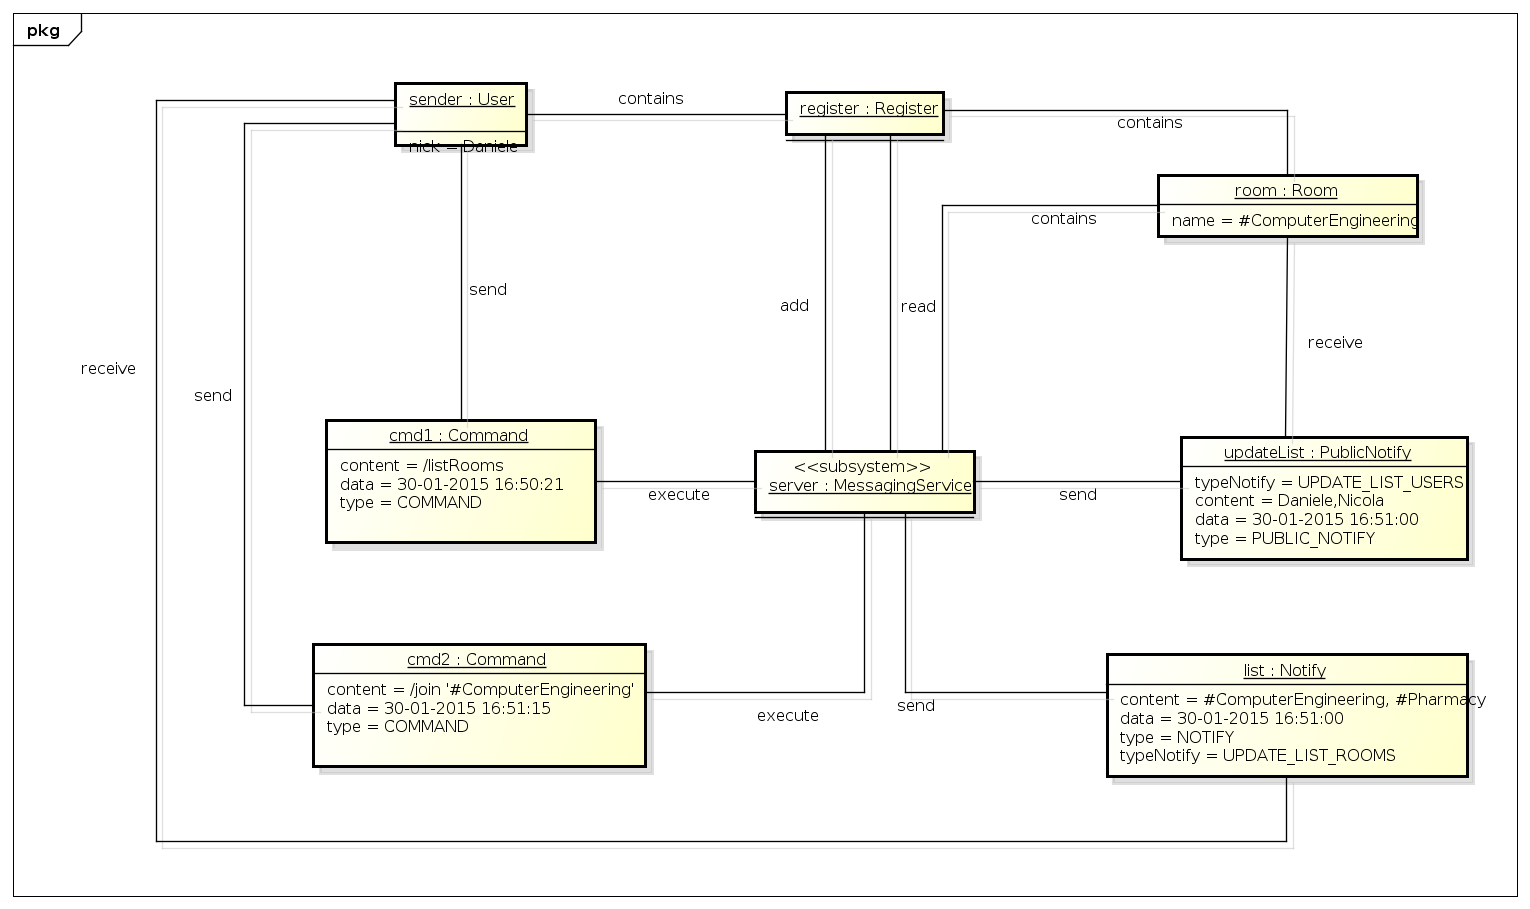 pkg
sender : User
nick = Daniele
contains
register : Register
contains
room : Room
name = #ComputerEngineering
contains
send
add
read
receive
receive
send
cmd1 : Command
content = /listRooms
data = 30-01-2015 16:50:21
type = COMMAND
execute
<<subsystem>>
server : MessagingService
send
updateList : PublicNotify
typeNotify = UPDATE_LIST_USERS
content = Daniele,Nicola
data = 30-01-2015 16:51:00
type = PUBLIC_NOTIFY
cmd2 : Command
content = /join '#ComputerEngineering'
data = 30-01-2015 16:51:15
type = COMMAND
execute
send
list : Notify
content = #ComputerEngineering, #Pharmacy
data = 30-01-2015 16:51:00
type = NOTIFY
typeNotify = UPDATE_LIST_ROOMS